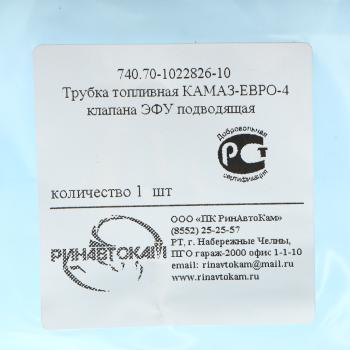 740.70-1022826-10
Трубка топливная КАМАЗ-ЕВРО-4
клапана ЭФУ подводящая
Добровольная
РСТ
сертификация
количество 1 шт
РИНАВТОКАМ
ООО «ПК РинАвтоКам»
(8552) 25-25-57
РТ, г. Набережные Челны,
ПГО гараж-2000 офис 1-1-10
email: rinavtokam@mail.ru
www.rinavtokam.ru